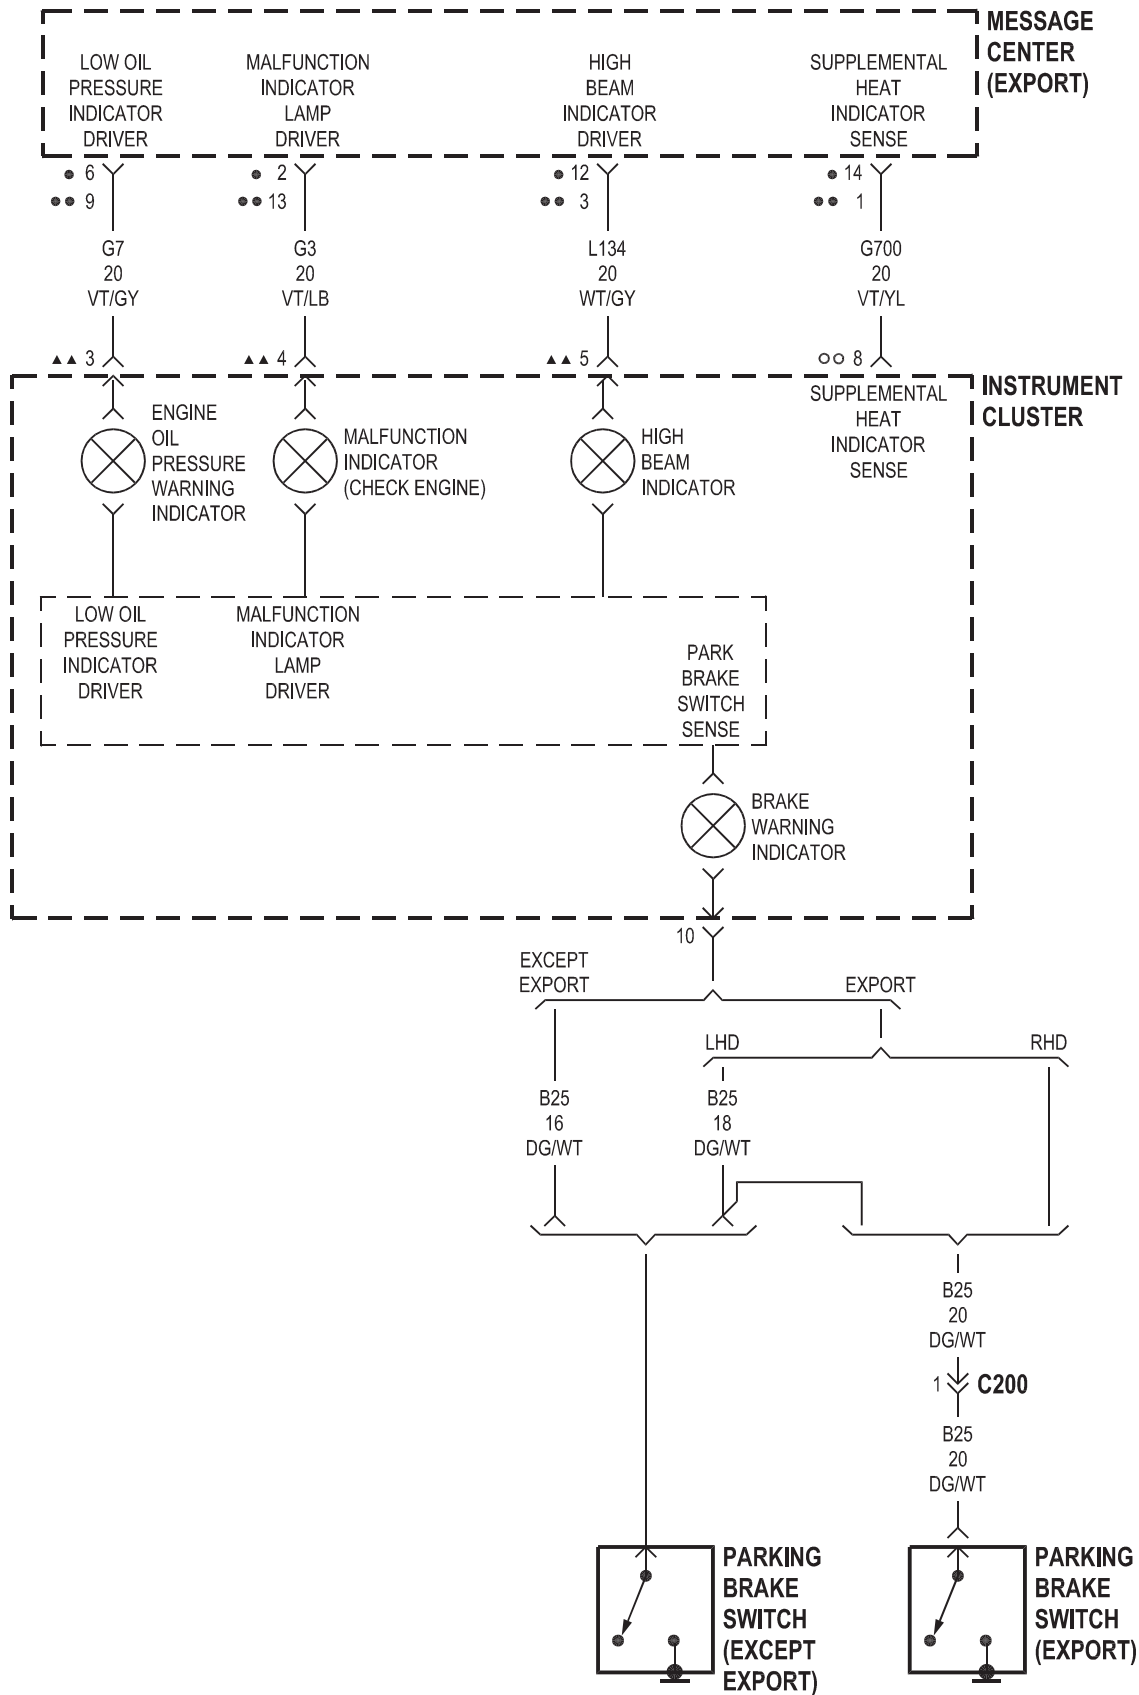 MESSAGE
CENTER
(EXPORT)
LOW OIL
PRESSURE
INDICATOR
DRIVER
MALFUNCTION
INDICATOR
LAMP
DRIVER
HIGH
BEAM
INDICATOR
DRIVER
SUPPLEMENTAL
HEAT
INDICATOR
SENSE
6
9
2
13
12
3
14
1
G7
20
VT/GY
G3
20
VT/LB
L134
20
WT/GY
G700
20
VT/YL
3
4
5
8
INSTRUMENT
CLUSTER
ENGINE
OIL
PRESSURE
WARNING
INDICATOR
MALFUNCTION
INDICATOR
(CHECK ENGINE)
HIGH
BEAM
INDICATOR
SUPPLEMENTAL
HEAT
INDICATOR
SENSE
LOW OIL
PRESSURE
INDICATOR
DRIVER
MALFUNCTION
INDICATOR
LAMP
DRIVER
PARK
BRAKE
SWITCH
SENSE
BRAKE
WARNING
INDICATOR
10
EXCEPT
EXPORT
EXPORT
LHD
RHD
B25
16
DG/WT
B25
18
DG/WT
B25
20
DG/WT
1
C200
B25
20
DG/WT
PARKING
BRAKE
SWITCH
(EXCEPT
EXPORT)
PARKING
BRAKE
SWITCH
(EXPORT)